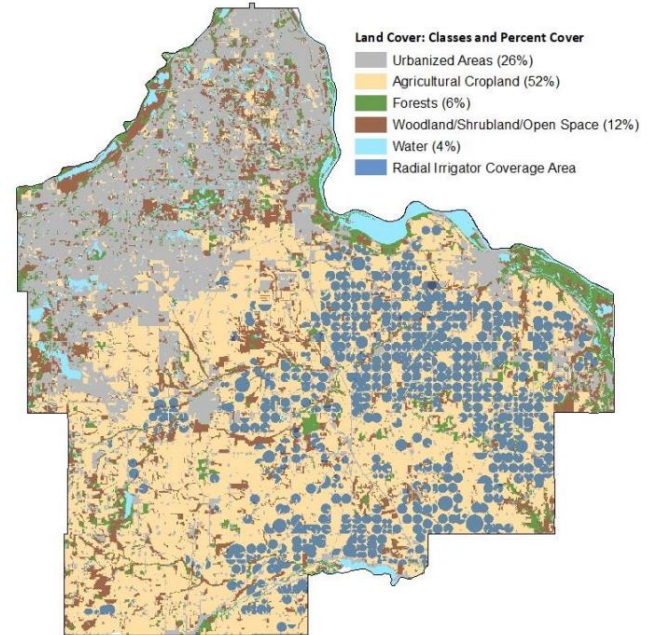 Land Cover: Classes and Percent Cover
Urbanized Areas (26%)
Agricultural Cropland (52%)
Forests (6%)
Woodland/Shrubland/Open Space (12%)
Water (4%)
Radial Irrigator Coverage Area